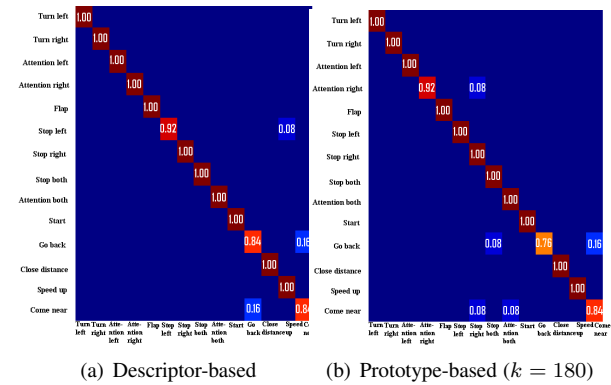 Turn left
1.00
Turn right
1.00
Attention left
1.00
Attention right
1.00
Flap
1.00
Stop left
0.92 0.08
Stop right
1.00
Stop both
1.00
Attention both
1.00
Start
1.00
Go back
0.84 0.16
Close distance
1.00
Speed up
1.00
Come near
0.16 0.84
Turn Turn Atte- Atte- Flap Stop Stop Stop Atte- Start Go Close Speed Co
left right ntion ntion left right both ntion back distance up ne
left right both
(a) Descriptor-based
Turn left
1.00
Turn right
1.00
Attention left
1.00
Attention right
0.92 0.08
Flap
1.00
Stop left
1.00
Stop right
1.00
Stop both
1.00
Attention both
1.00
Start
1.00
Go back
0.08 0.76 0.16
Close distance
1.00
Speed up
1.00
Come near
0.08 0.08 0.84
Turn Turn Atte- Atte- Flap Stop Stop Stop Atte- Start Go Close Speed Come
left right ntion ntion left right both ntion back distance up near
left right both
(b) Prototype-based (k = 180)